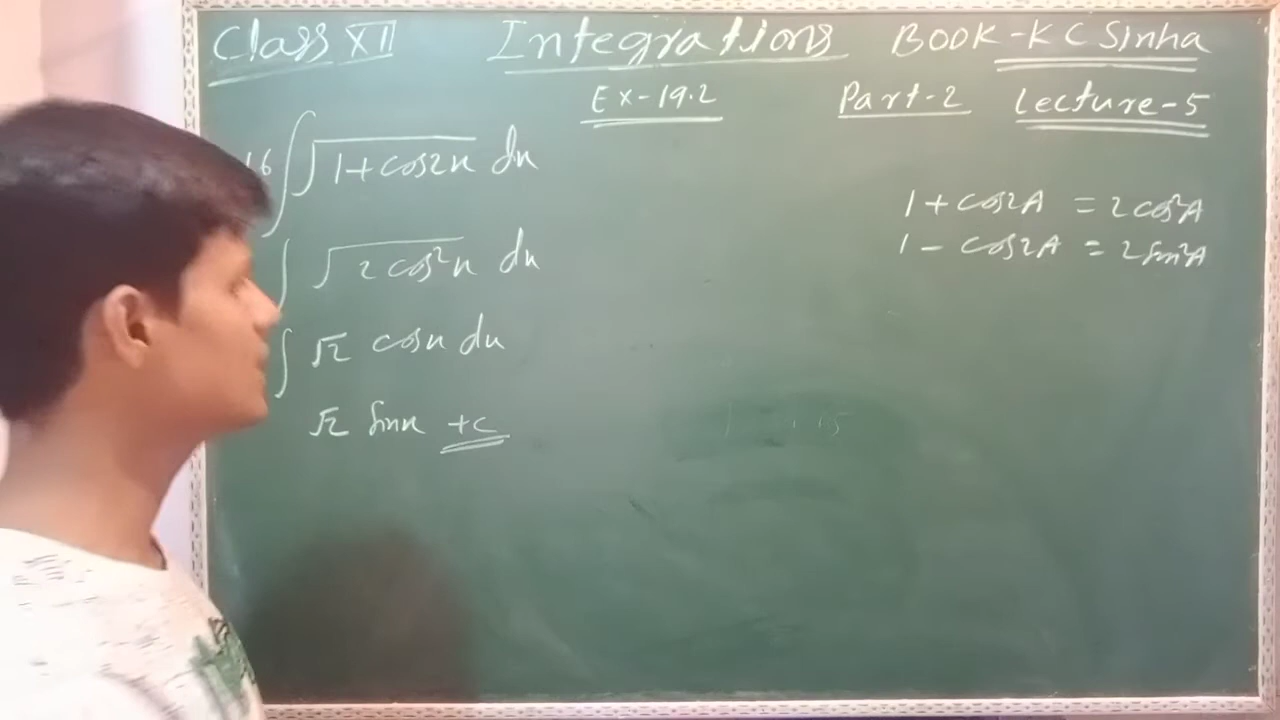 Class XII Integrations BOOK-K C Sinha
Ex-19.2 Part-2 Lecture-5
16 ∫√1+cos2x dx
∫ √2cos²x dx
∫ √2 cosx dx
√2 sinx +c
1+cos2A = 2cos²A
1-cos2A = 2sin²A